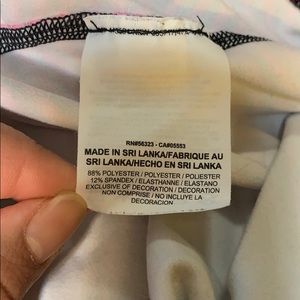 RN#56323 - CA#05553
MADE IN SRI LANKA/FABRIQUE AU
SRI LANKA/HECHO EN SRI LANKA
88% POLYESTER / POLYESTER / POLIESTER
12% SPANDEX / ELASTHANNE / ELASTANO
EXCLUSIVE OF DECORATION / DECORATION
NON COMPRISE / NO INCLUYE LA
DECORACION